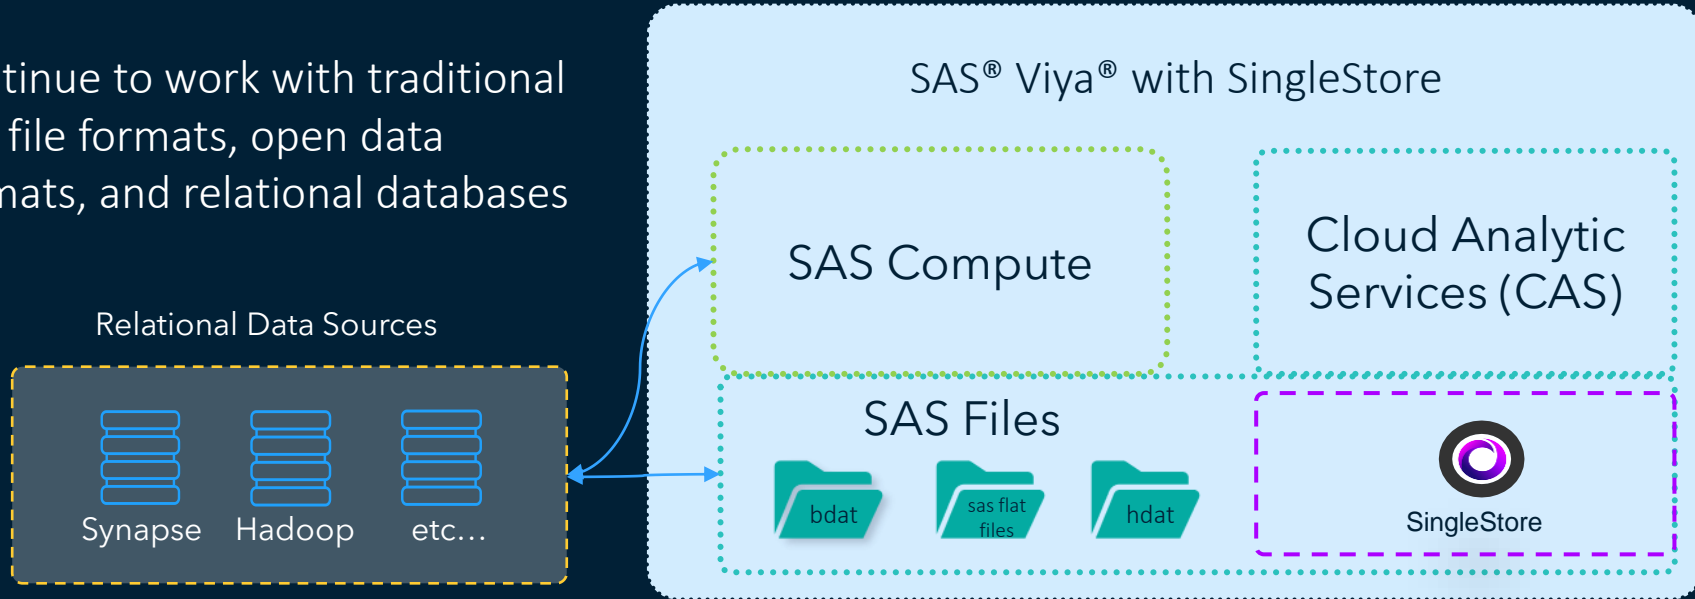 tinue to work with traditional
file formats, open data
mats, and relational databases
Relational Data Sources
Synapse
Hadoop
etc...
SAS® Viya® with SingleStore
SAS Compute
Cloud Analytic
Services (CAS)
SAS Files
bdat
sas flat
files
hdat
SingleStore